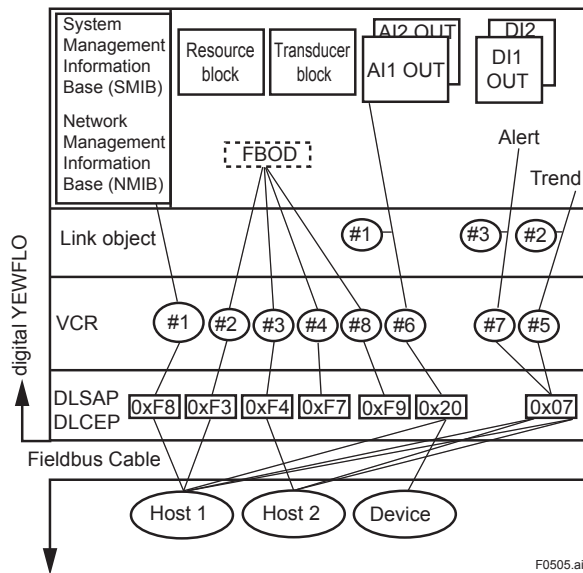 System
Management
Information
Base (SMIB)
Network
Management
Information
Base (NMIB)
Resource
block
Transducer
block
AI2 OUT
AI1 OUT
DI2
DI1
OUT
Alert
FBOD
Trend
Link object
#1
#3
#2
digital YEWFLO
VCR
#1
#2
#3
#4
#8
#6
#7
#5
DLSAP
DLCEP
0xF8
0xF3
0xF4
0xF7
0xF9
0x20
0x07
Fieldbus Cable
Host 1
Host 2
Device
F0505.ai